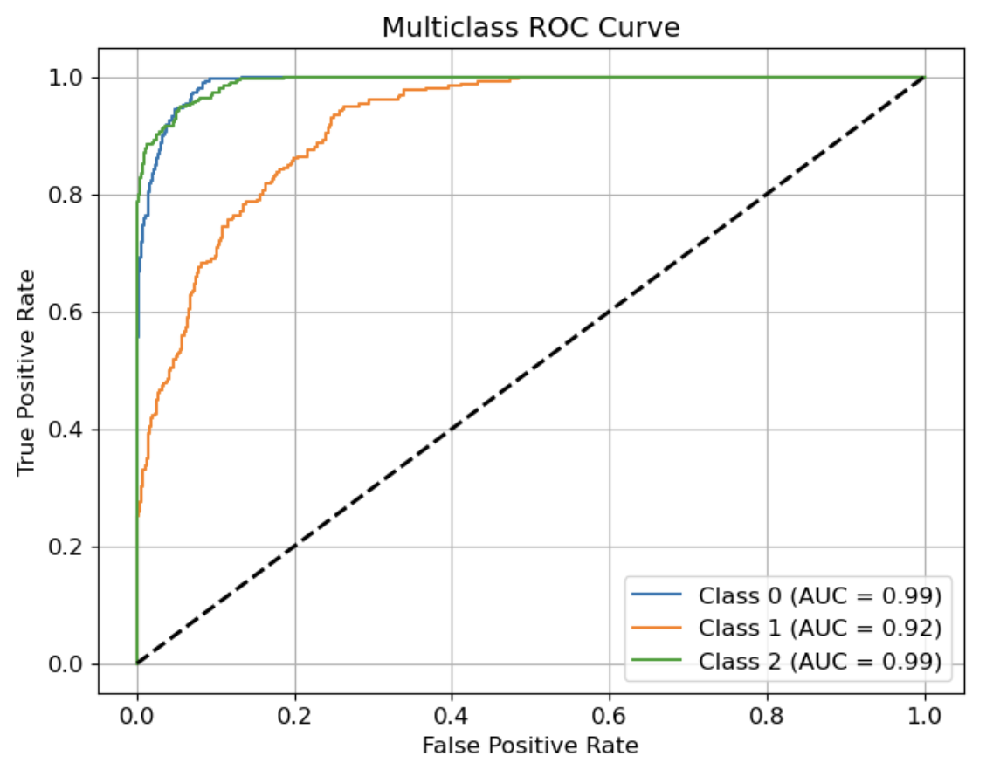 Multiclass ROC Curve
True Positive Rate
1.0
0.8
0.6
0.4
0.2
0.0
0.0 0.2 0.4 0.6 0.8 1.0
False Positive Rate
Class 0 (AUC = 0.99)
Class 1 (AUC = 0.92)
Class 2 (AUC = 0.99)